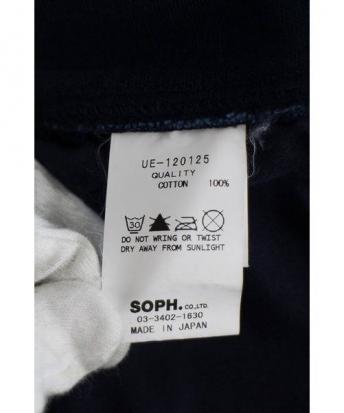 UE-120125
QUALITY
COTTON 100%
30
DO NOT WRING OR TWIST
DRY AWAY FROM SUNLIGHT
SOPH.CO.,LTD.
03-3402-1630
MADE IN JAPAN